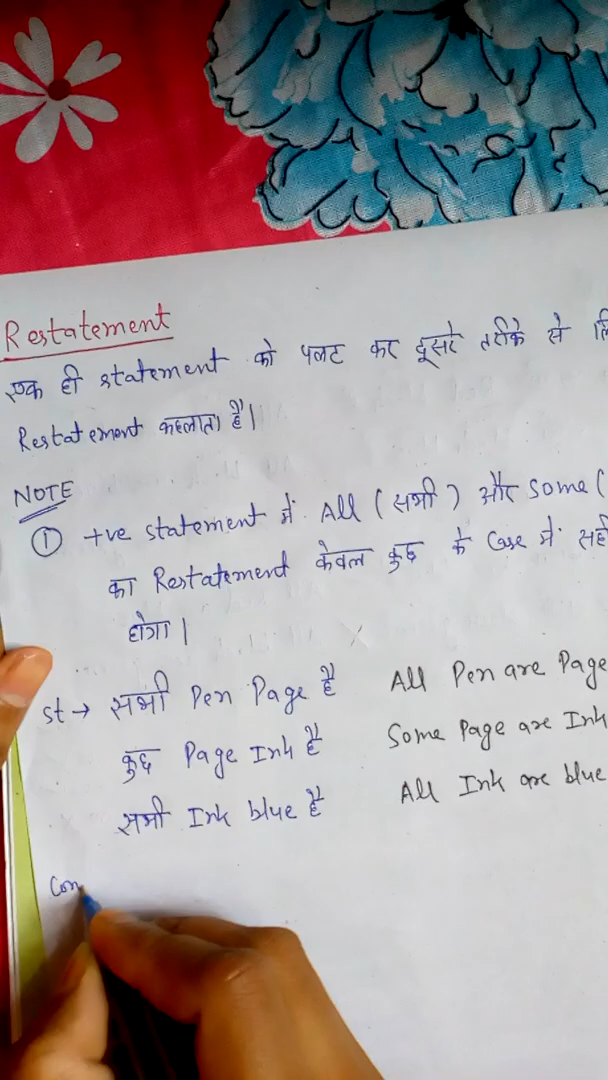 Restatement
एक ही statement को पलट कर दूसरे तरीके से
Restatement कहलाता है।
NOTE
① +ve statement में All (सभी) और Some (
का Restatement केवल कुछ के Case में सही
होगा।
st → सभी Pen Page है All Pen are Page
कुछ Page Ink है Some Page are Ink
सभी Ink blue है All Ink are blue
Con